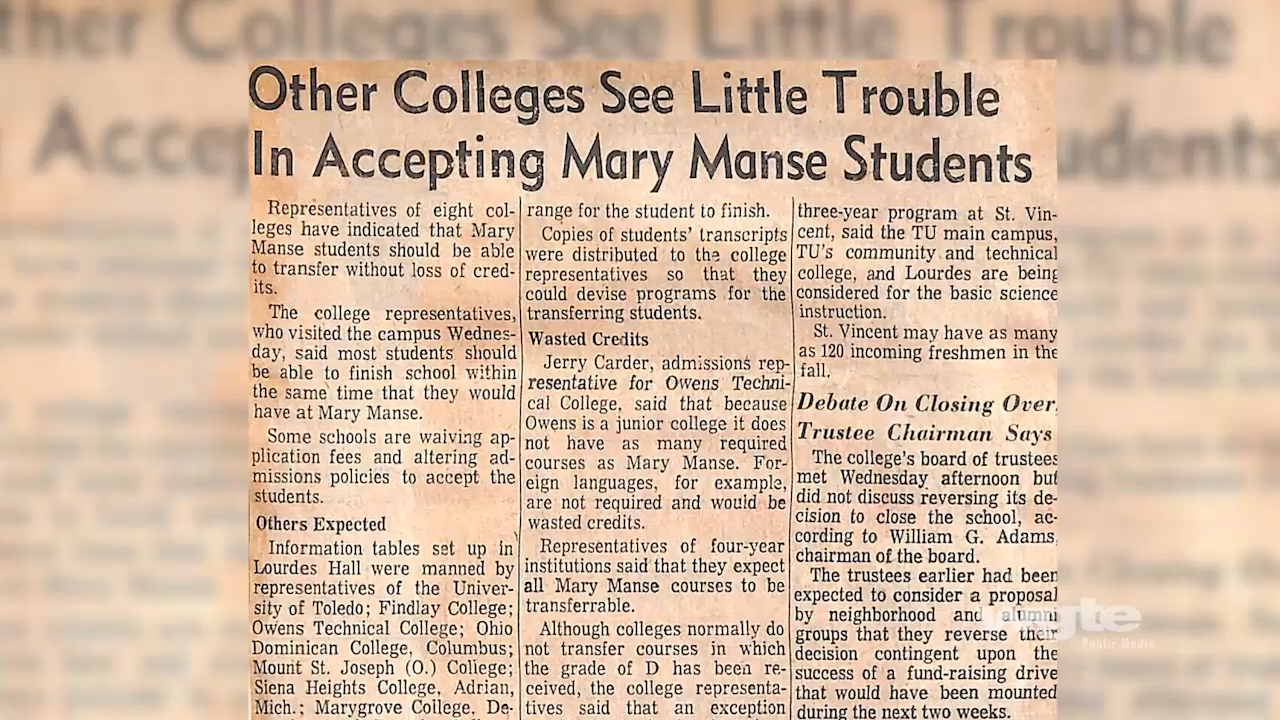 Other Colleges See Little Trouble
In Accepting Mary Manse Students
Representatives of eight col-
leges have indicated that Mary
Manse students should be able
to transfer without loss of cred-
its.
The college representatives,
who visited the campus Wednes-
day, said most students should
be able to finish school within
the same time that they would
have at Mary Manse.
Some schools are waiving ap-
plication fees and altering ad-
missions policies to accept the
students.
Others Expected
Information tables set up in
Lourdes Hall were manned by
representatives of the Univer-
sity of Toledo; Findlay College;
Owens Technical College; Ohio
Dominican College, Columbus;
Mount St. Joseph (O.) College;
Siena Heights College, Adrian,
Mich.; Marygrove College, De-
range for the student to finish.
Copies of students' transcripts
were distributed to the college
representatives so that they
could devise programs for the
transferring students.
Wasted Credits
Jerry Carder, admissions rep-
resentative for Owens Techni-
cal College, said that because
Owens is a junior college it does
not have as many required
courses as Mary Manse. For-
eign languages, for example,
are not required and would be
wasted credits.
Representatives of four-year
institutions said that they expect
all Mary Manse courses to be
transferrable.
Although colleges normally do
not transfer courses in which
the grade of D has been re-
ceived, the college representa-
tives said that an exception
three-year program at St. Vin-
cent, said the TU main campus,
TU's community and technical
college, and Lourdes are being
considered for the basic science
instruction.
St. Vincent may have as many
as 120 incoming freshmen in the
fall.
Debate On Closing Over,
Trustee Chairman Says
The college's board of trustees
met Wednesday afternoon but
did not discuss reversing its de-
cision to close the school, ac-
cording to William G. Adams,
chairman of the board.
The trustees earlier had been
expected to consider a proposal
by neighborhood and alumni
groups that they reverse their
decision contingent upon the
success of a fund-raising drive
that would have been mounted
during the next two weeks.
wgte
Public Media